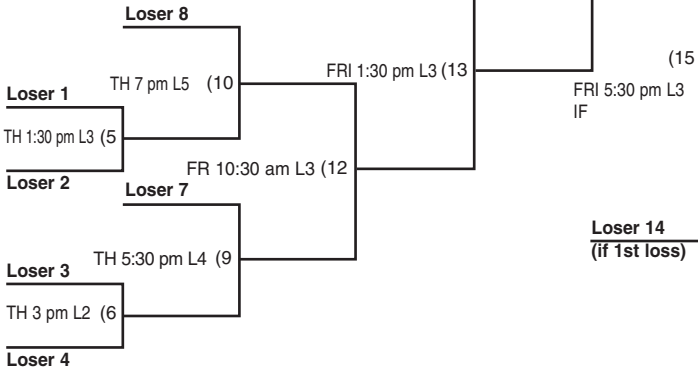 Loser 8
TH 7 pm L5 (10
FRI 1:30 pm L3 (13
(15
FRI 5:30 pm L3
IF
Loser 1
TH 1:30 pm L3 (5
Loser 2
FR 10:30 am L3 (12
Loser 7
Loser 14
(if 1st loss)
TH 5:30 pm L4 (9
Loser 3
TH 3 pm L2 (6
Loser 4